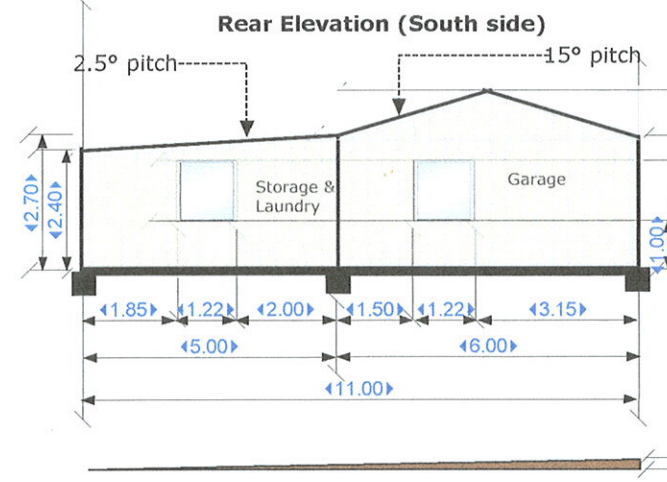 Rear Elevation (South side)
2.5° pitch
15° pitch
Storage &
Laundry
Garage
2.70
2.40
1.00
1.85
1.22
2.00
1.50
1.22
3.15
5.00
6.00
11.00